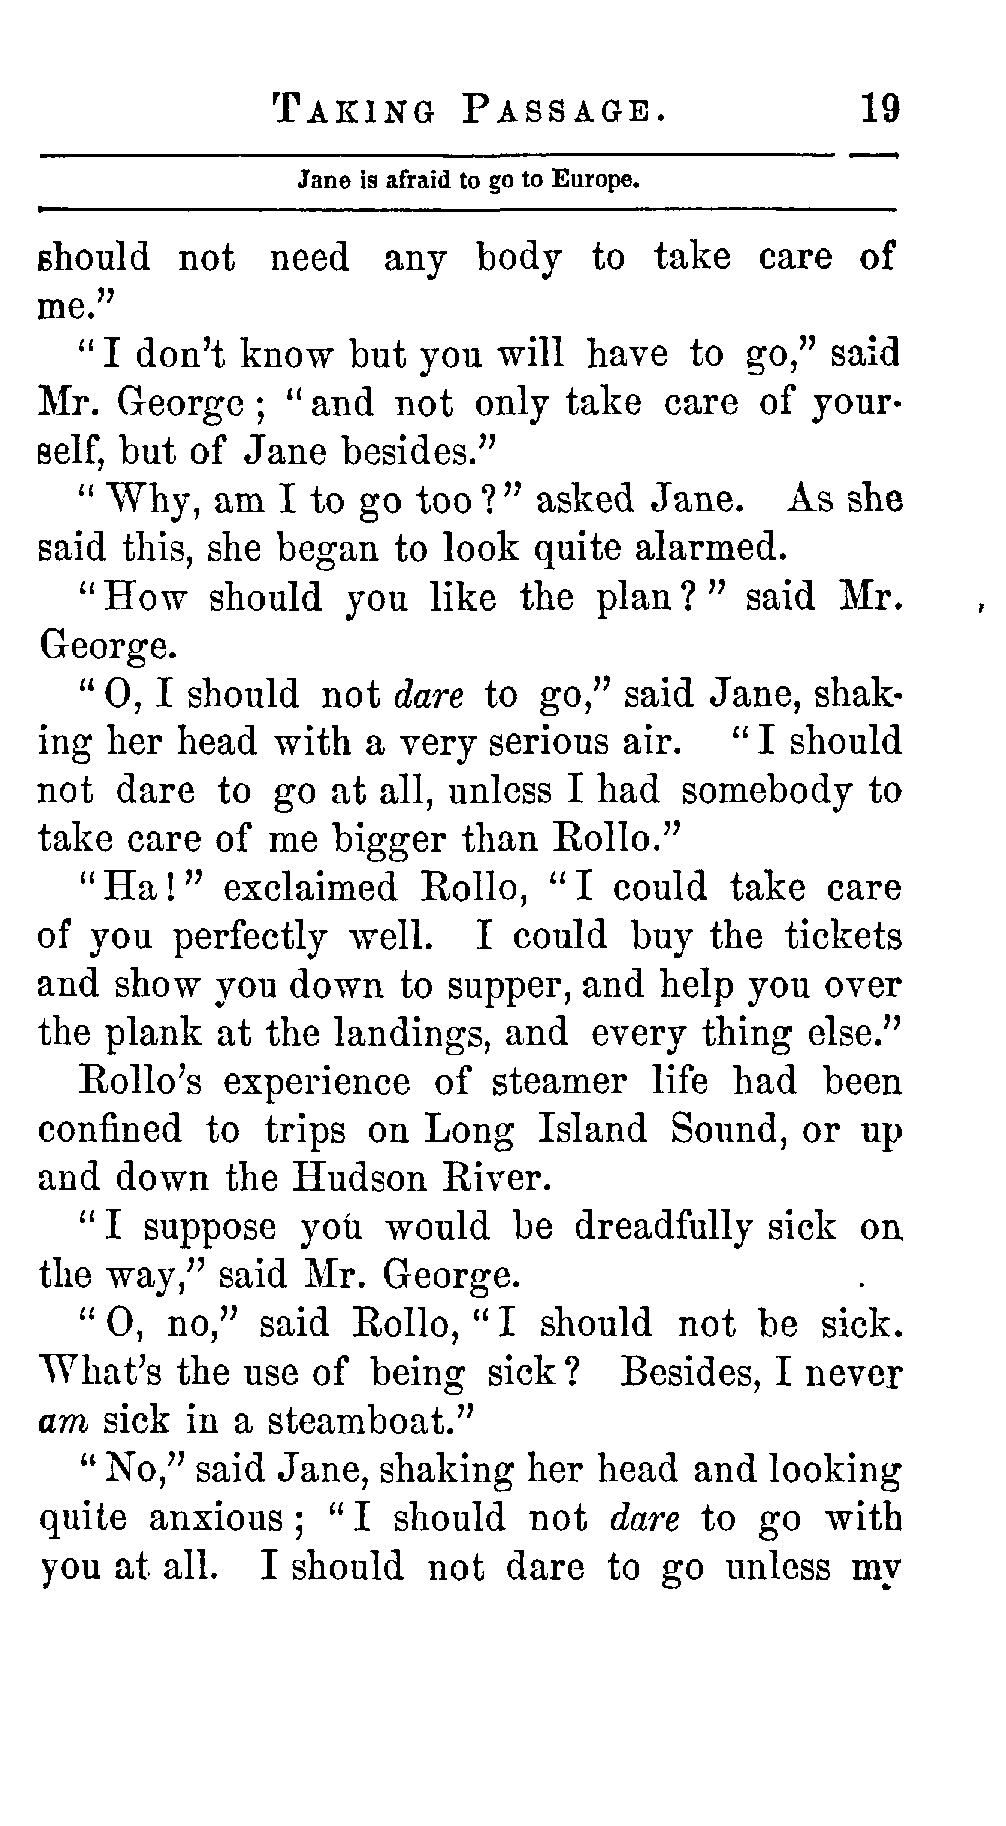 TAKING PASSAGE. 19
Jane is afraid to go to Europe.
should not need any body to take care of
me.”
“I don’t know but you will have to go,” said
Mr. George; “and not only take care of your-
self, but of Jane besides.”
“Why, am I to go too?” asked Jane. As she
said this, she began to look quite alarmed.
“How should you like the plan?” said Mr.
George.
“O, I should not dare to go,” said Jane, shak-
ing her head with a very serious air. “I should
not dare to go at all, unless I had somebody to
take care of me bigger than Rollo.”
“Ha!” exclaimed Rollo, “I could take care
of you perfectly well. I could buy the tickets
and show you down to supper, and help you over
the plank at the landings, and every thing else.”
Rollo’s experience of steamer life had been
confined to trips on Long Island Sound, or up
and down the Hudson River.
“I suppose you would be dreadfully sick on
the way,” said Mr. George.
“O, no,” said Rollo, “I should not be sick.
What’s the use of being sick? Besides, I never
am sick in a steamboat.”
“No,” said Jane, shaking her head and looking
quite anxious; “I should not dare to go with
you at all. I should not dare to go unless my